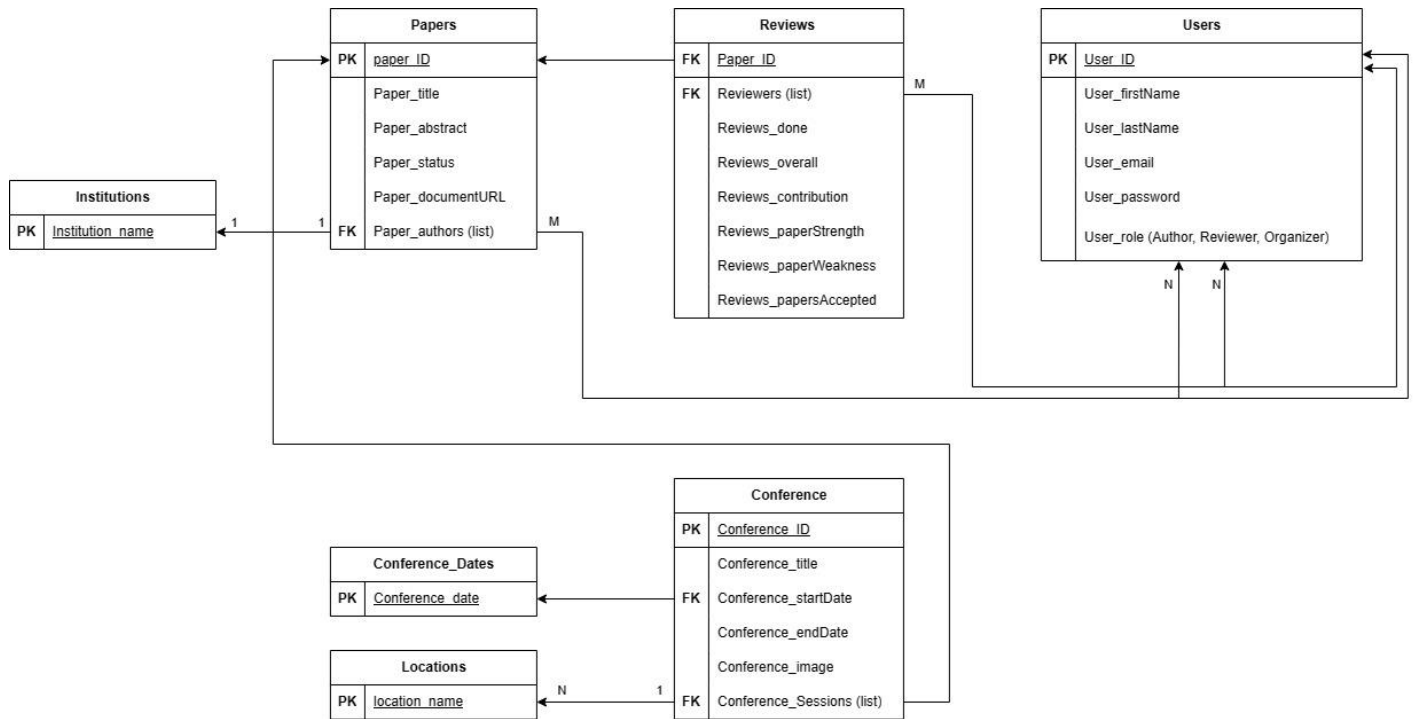 Papers
PK paper_ID
Paper_title
Paper_abstract
Paper_status
Paper_documentURL
FK Paper_authors (list)
Reviews
FK Paper_ID
FK Reviewers (list)
Reviews_done
Reviews_overall
Reviews_contribution
Reviews_paperStrength
Reviews_paperWeakness
Reviews_papersAccepted
Users
PK User_ID
User_firstName
User_lastName
User_email
User_password
User_role (Author, Reviewer, Organizer)
M
M
N N
Institutions
PK Institution_name
1 1
Conference
PK Conference_ID
Conference_title
FK Conference_startDate
Conference_endDate
Conference_image
FK Conference_Sessions (list)
Conference_Dates
PK Conference_date
Locations
PK location_name
N 1